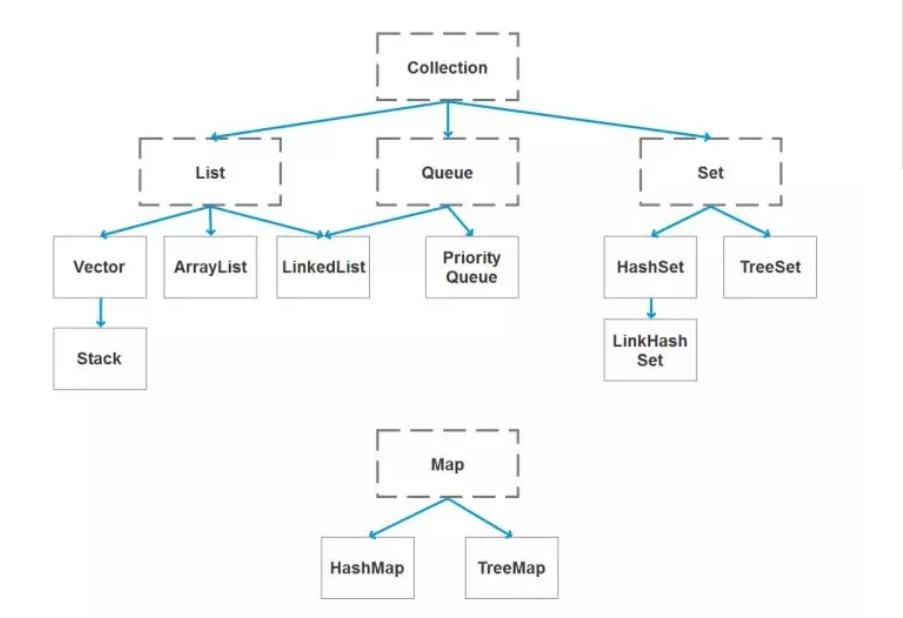 Collection
List
Queue
Set
Vector
ArrayList
LinkedList
Priority
Queue
HashSet
TreeSet
Stack
LinkHash
Set
Map
HashMap
TreeMap